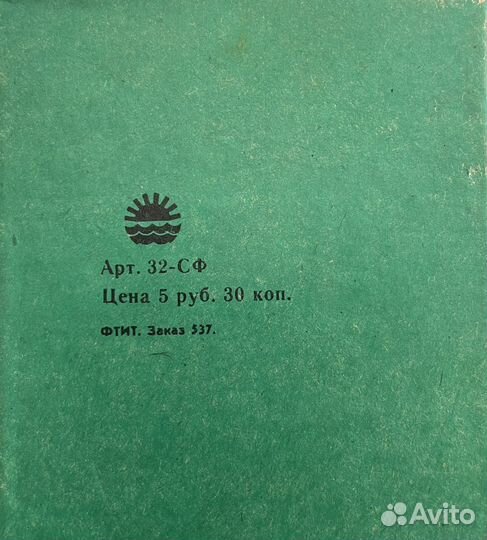 Арт. 32-СФ
Цена 5 руб. 30 коп.
ФТИТ. Заказ 537.
Avito